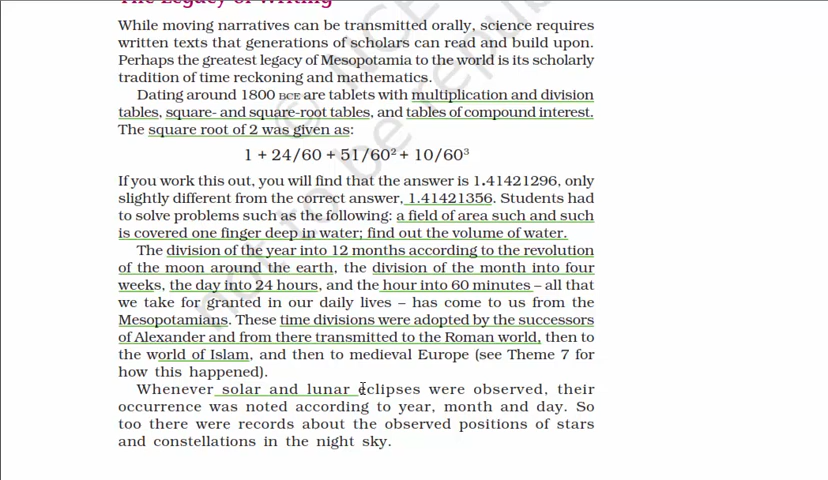 The Legacy of Writing
While moving narratives can be transmitted orally, science requires
written texts that generations of scholars can read and build upon.
Perhaps the greatest legacy of Mesopotamia to the world is its scholarly
tradition of time reckoning and mathematics.
Dating around 1800 BCE are tablets with multiplication and division
tables, square- and square-root tables, and tables of compound interest.
The square root of 2 was given as:
1 + 24/60 + 51/60² + 10/60³
If you work this out, you will find that the answer is 1.41421296, only
slightly different from the correct answer, 1.41421356. Students had
to solve problems such as the following: a field of area such and such
is covered one finger deep in water; find out the volume of water.
The division of the year into 12 months according to the revolution
of the moon around the earth, the division of the month into four
weeks, the day into 24 hours, and the hour into 60 minutes – all that
we take for granted in our daily lives – has come to us from the
Mesopotamians. These time divisions were adopted by the successors
of Alexander and from there transmitted to the Roman world, then to
the world of Islam, and then to medieval Europe (see Theme 7 for
how this happened).
Whenever solar and lunar eclipses were observed, their
occurrence was noted according to year, month and day. So
too there were records about the observed positions of stars
and constellations in the night sky.
© NCE
not to be repub